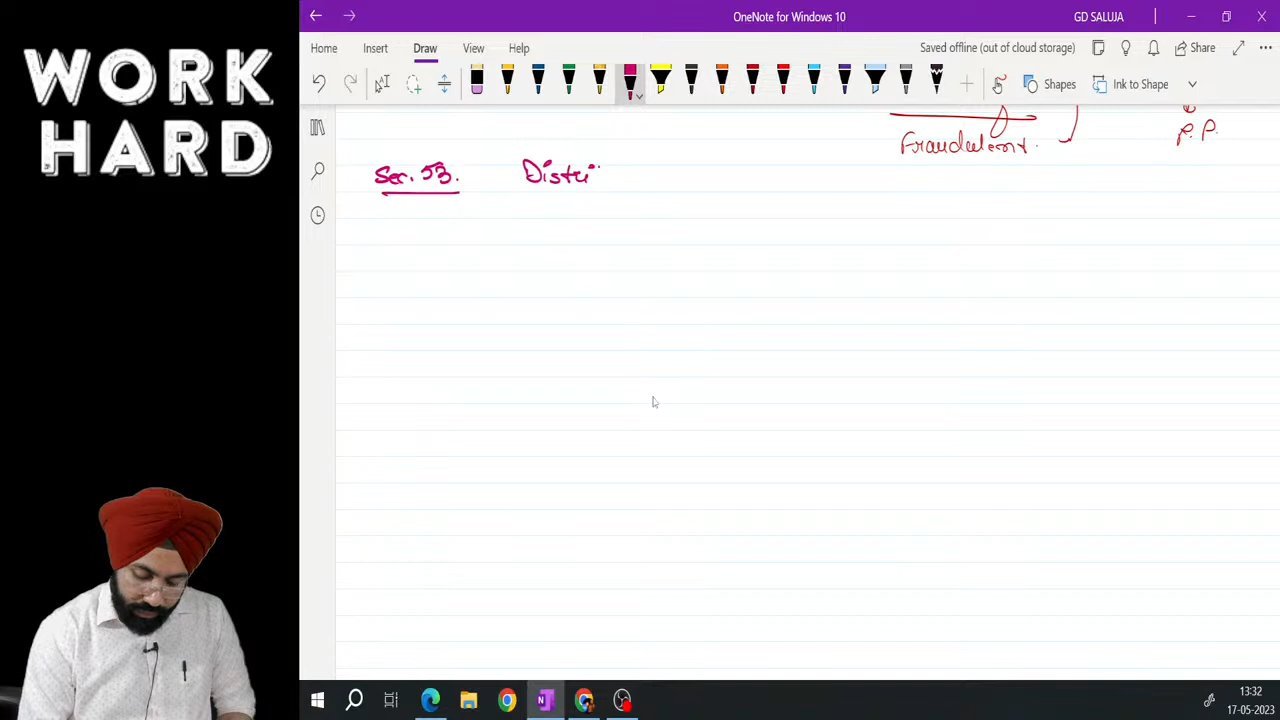 WORK
HARD
OneNote for Windows 10
GD SALUJA
Home Insert Draw View Help
Saved offline (out of cloud storage)
Share
Shapes
Ink to Shape
Fraudulent.
P. P.
Sec. 53. Distri
13:32
17-05-2023